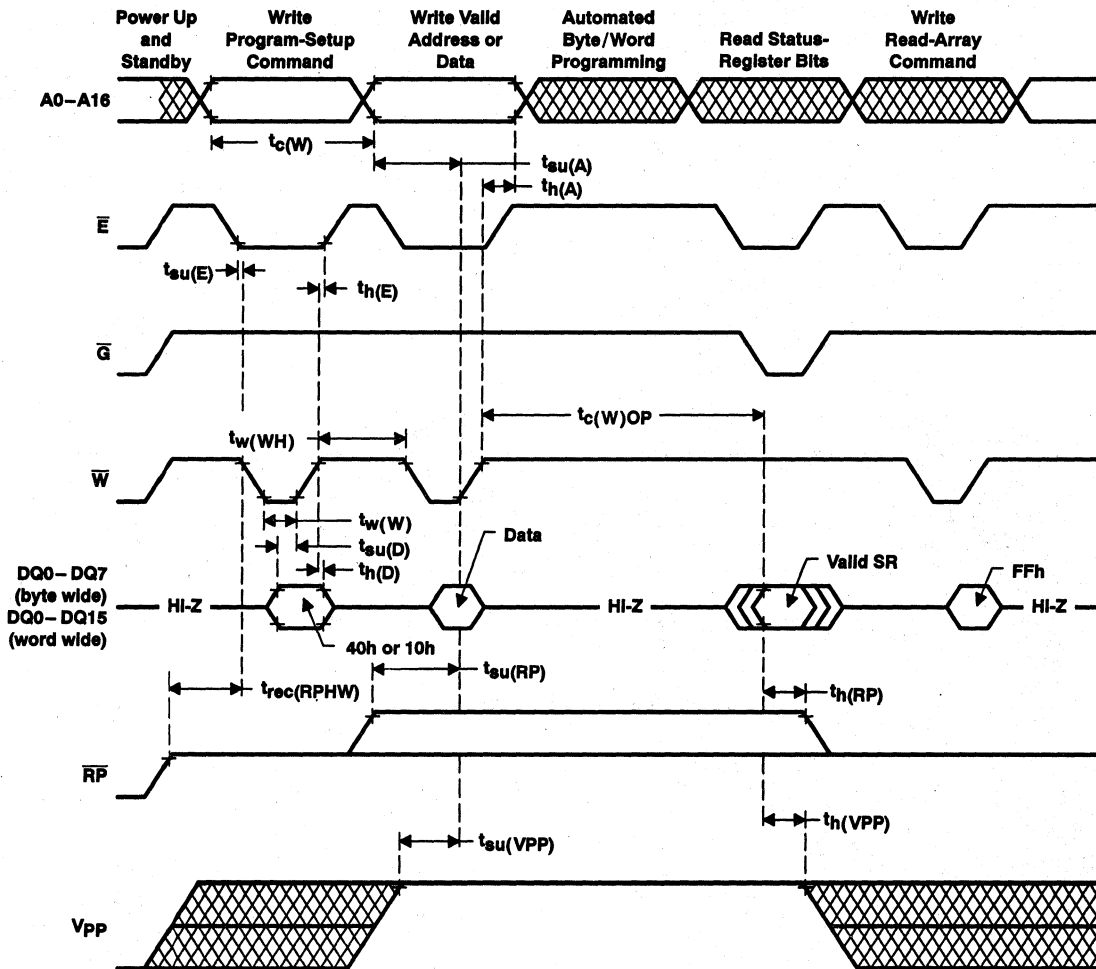 Power Up
and
Standby
Write
Program-Setup
Command
Write Valid
Address or
Data
Automated
Byte/Word
Programming
Read Status-
Register Bits
Write
Read-Array
Command
A0–A16
tc(W)
tsu(A)
th(A)
E
tsu(E)
th(E)
G
tc(W)OP
tw(WH)
W
tw(W)
tsu(D)
th(D)
Data
Valid SR
FFh
DQ0–DQ7
(byte wide)
DQ0–DQ15
(word wide)
Hi-Z
Hi-Z
Hi-Z
40h or 10h
tsu(RP)
trec(RPHW)
th(RP)
RP
th(VPP)
tsu(VPP)
VPP